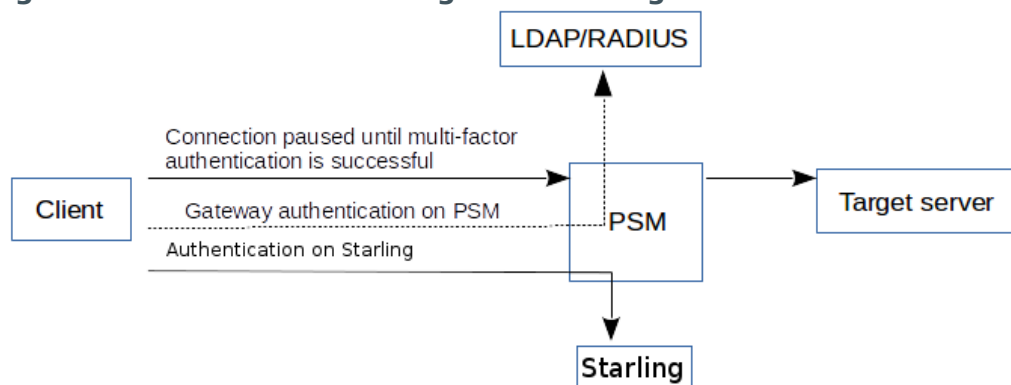 LDAP/RADIUS
Connection paused until multi-factor
authentication is successful
Client
Gateway authentication on PSM
PSM
Target server
Authentication on Starling
Starling